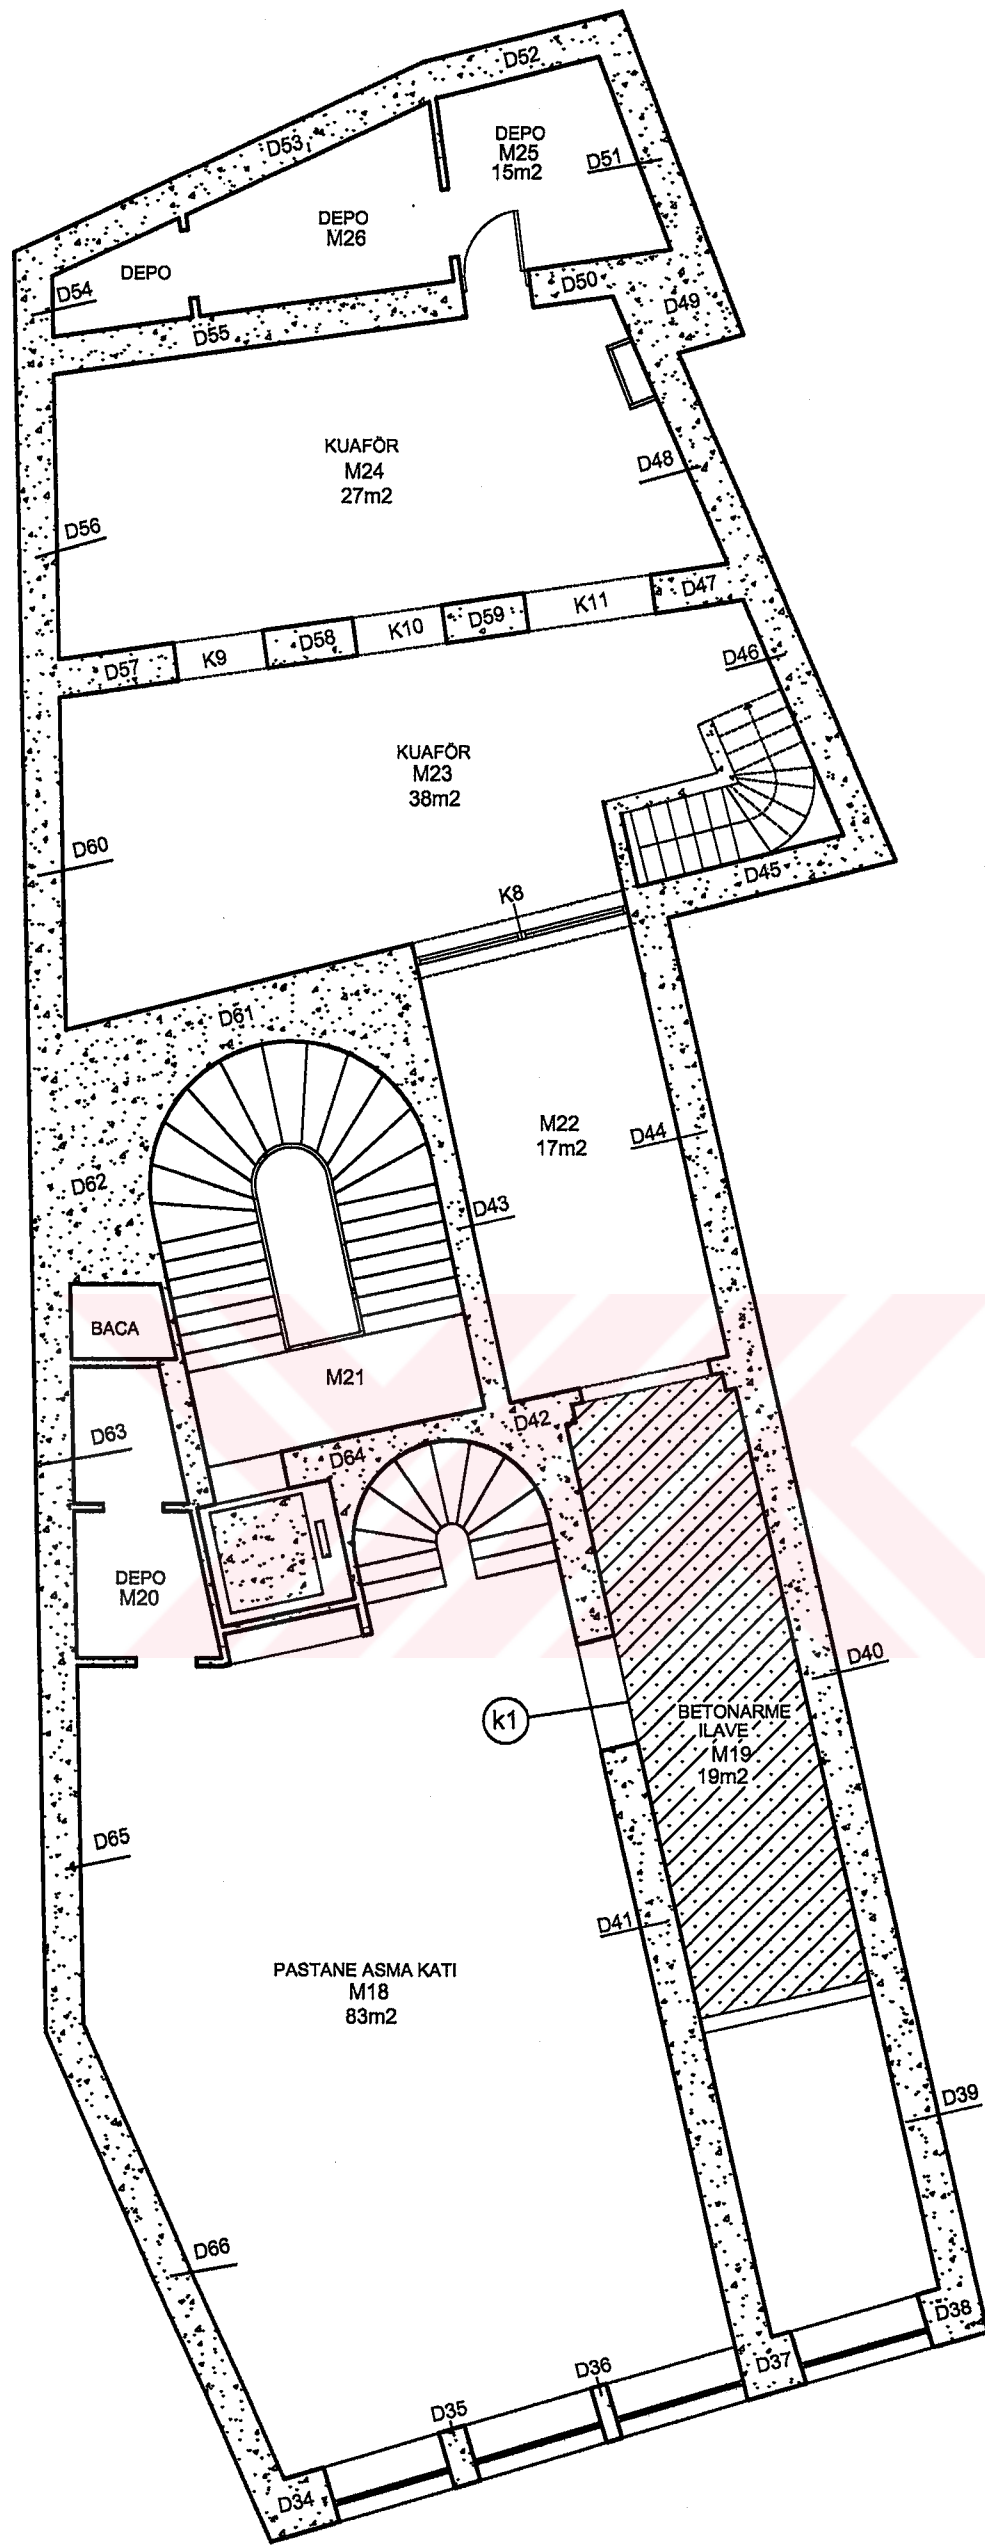 D52
D53
DEPO
M25
15m2
D51
DEPO
M26
DEPO
D54
D50
D49
D55
KUAFÖR
M24
27m2
D48
D56
D47
K11
D59
K10
D58
K9
D57
D46
KUAFÖR
M23
38m2
D60
D45
K8
D61
M22
17m2
D44
D62
D43
BACA
M21
D42
D63
D64
DEPO
M20
D40
k1
BETONARME
ILAVE
M19
19m2
D65
D41
PASTANE ASMA KATI
M18
83m2
D39
D66
D38
D37
D36
D35
D34